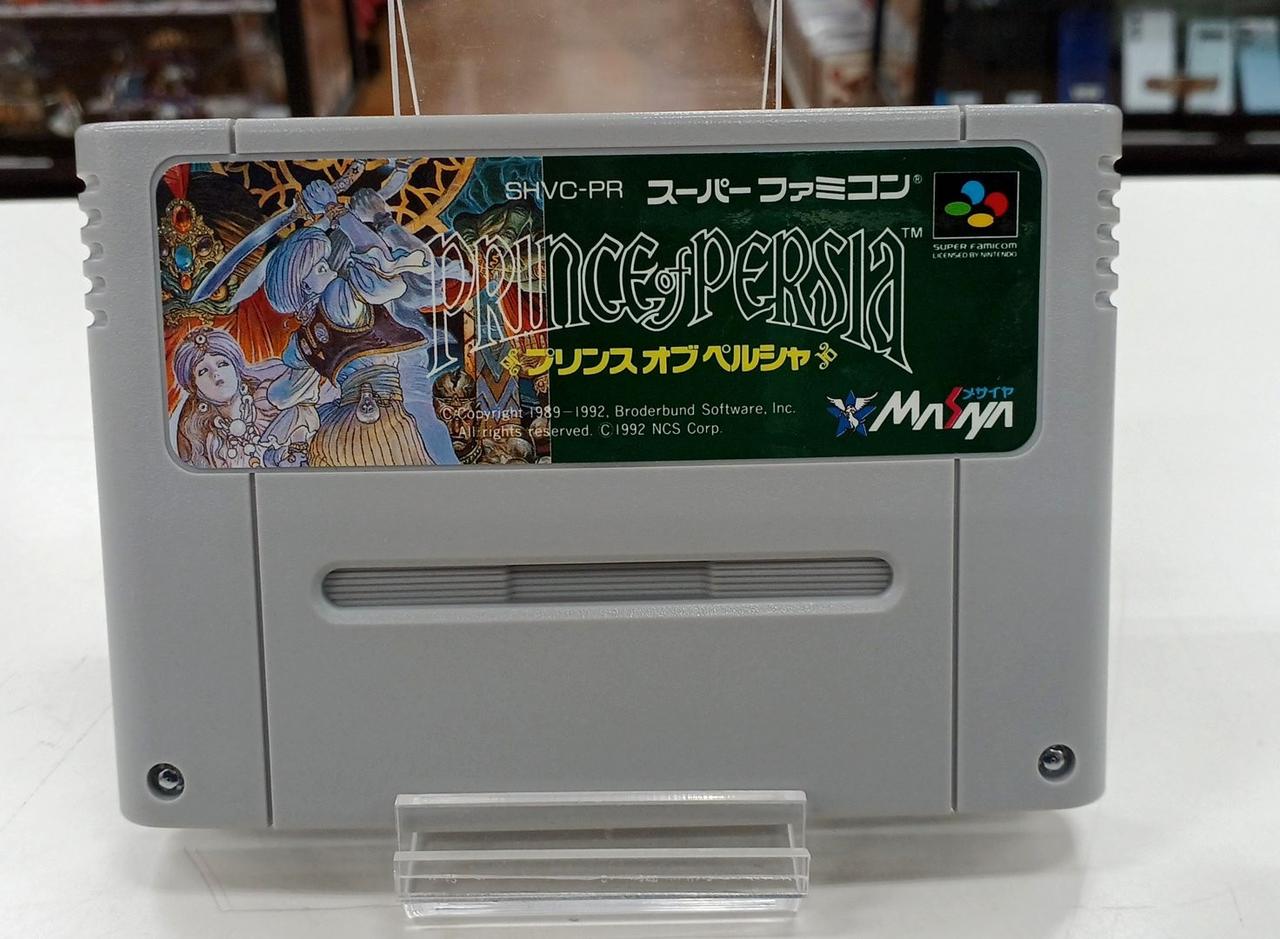 SHVC-PR スーパーファミコン®
PRINCE of PERSIA™
プリンス オブ ペルシャ
SUPER FAMICOM
LICENSED BY NINTENDO
©Copyright 1989–1992, Broderbund Software, Inc.
All rights reserved. ©1992 NCS Corp.
メサイヤ
MASAYA